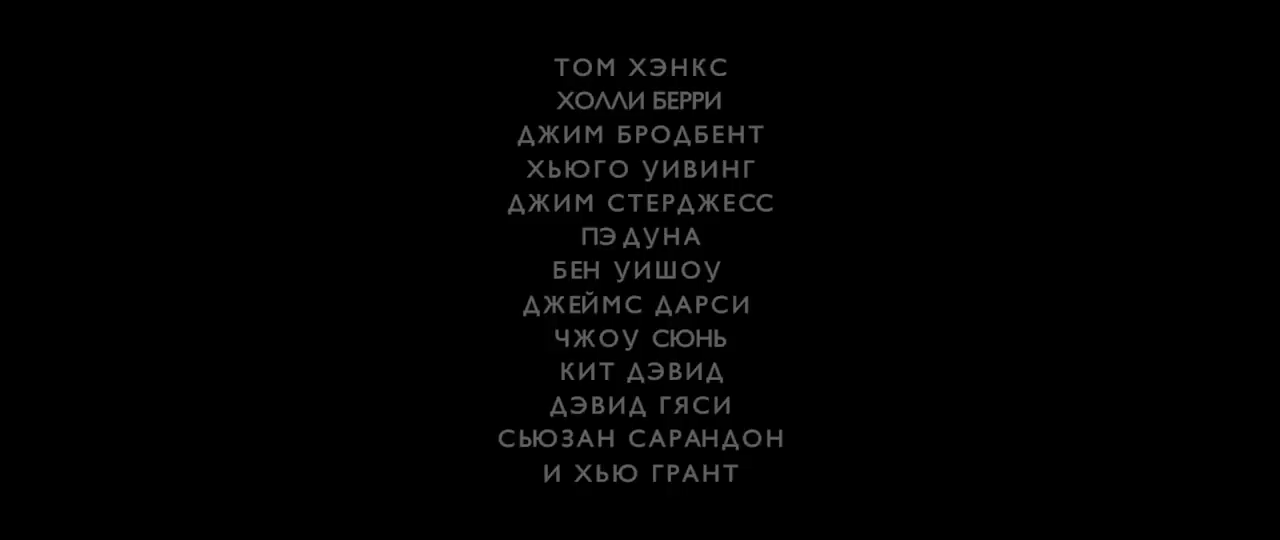 ТОМ ХЭНКС
ХОЛЛИ БЕРРИ
ДЖИМ БРОДБЕНТ
ХЬЮГО УИВИНГ
ДЖИМ СТЕРДЖЕСС
ПЭ ДУНА
БЕН УИШОУ
ДЖЕЙМС ДАРСИ
ЧЖОУ СЮНЬ
КИТ ДЭВИД
ДЭВИД ГЯСИ
СЬЮЗАН САРАНДОН
И ХЬЮ ГРАНТ